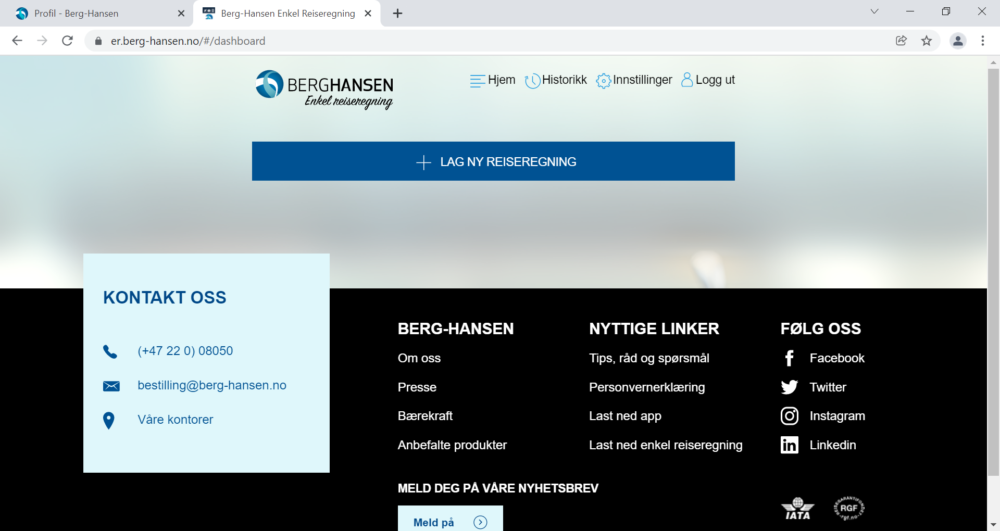 Profil - Berg-Hansen
Berg-Hansen Enkel Reiseregning
er.berg-hansen.no/#/dashboard
BERGHANSEN
Enkel reiseregning
Hjem
Historikk
Innstillinger
Logg ut
LAG NY REISEREGNING
KONTAKT OSS
(+47 22 0) 08050
bestilling@berg-hansen.no
Våre kontorer
BERG-HANSEN
Om oss
Presse
Bærekraft
Anbefalte produkter
NYTTIGE LINKER
Tips, råd og spørsmål
Personvernerklæring
Last ned app
Last ned enkel reiseregning
FØLG OSS
Facebook
Twitter
Instagram
Linkedin
MELD DEG PÅ VÅRE NYHETSBREV
Meld på
IATA
REISEGARANTIFONDET
RGF
rgf.no